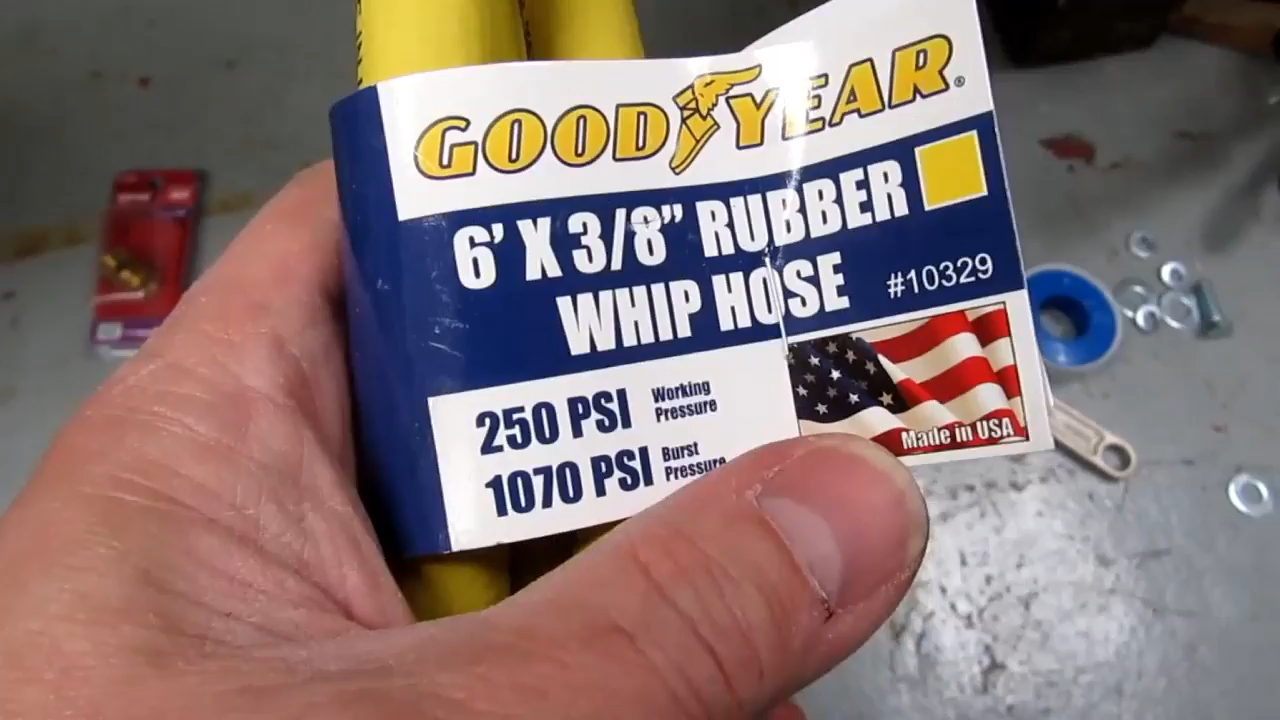 GOODYEAR®
6' X 3/8" RUBBER
WHIP HOSE #10329
250 PSI Working Pressure
1070 PSI Burst Pressure
Made in USA